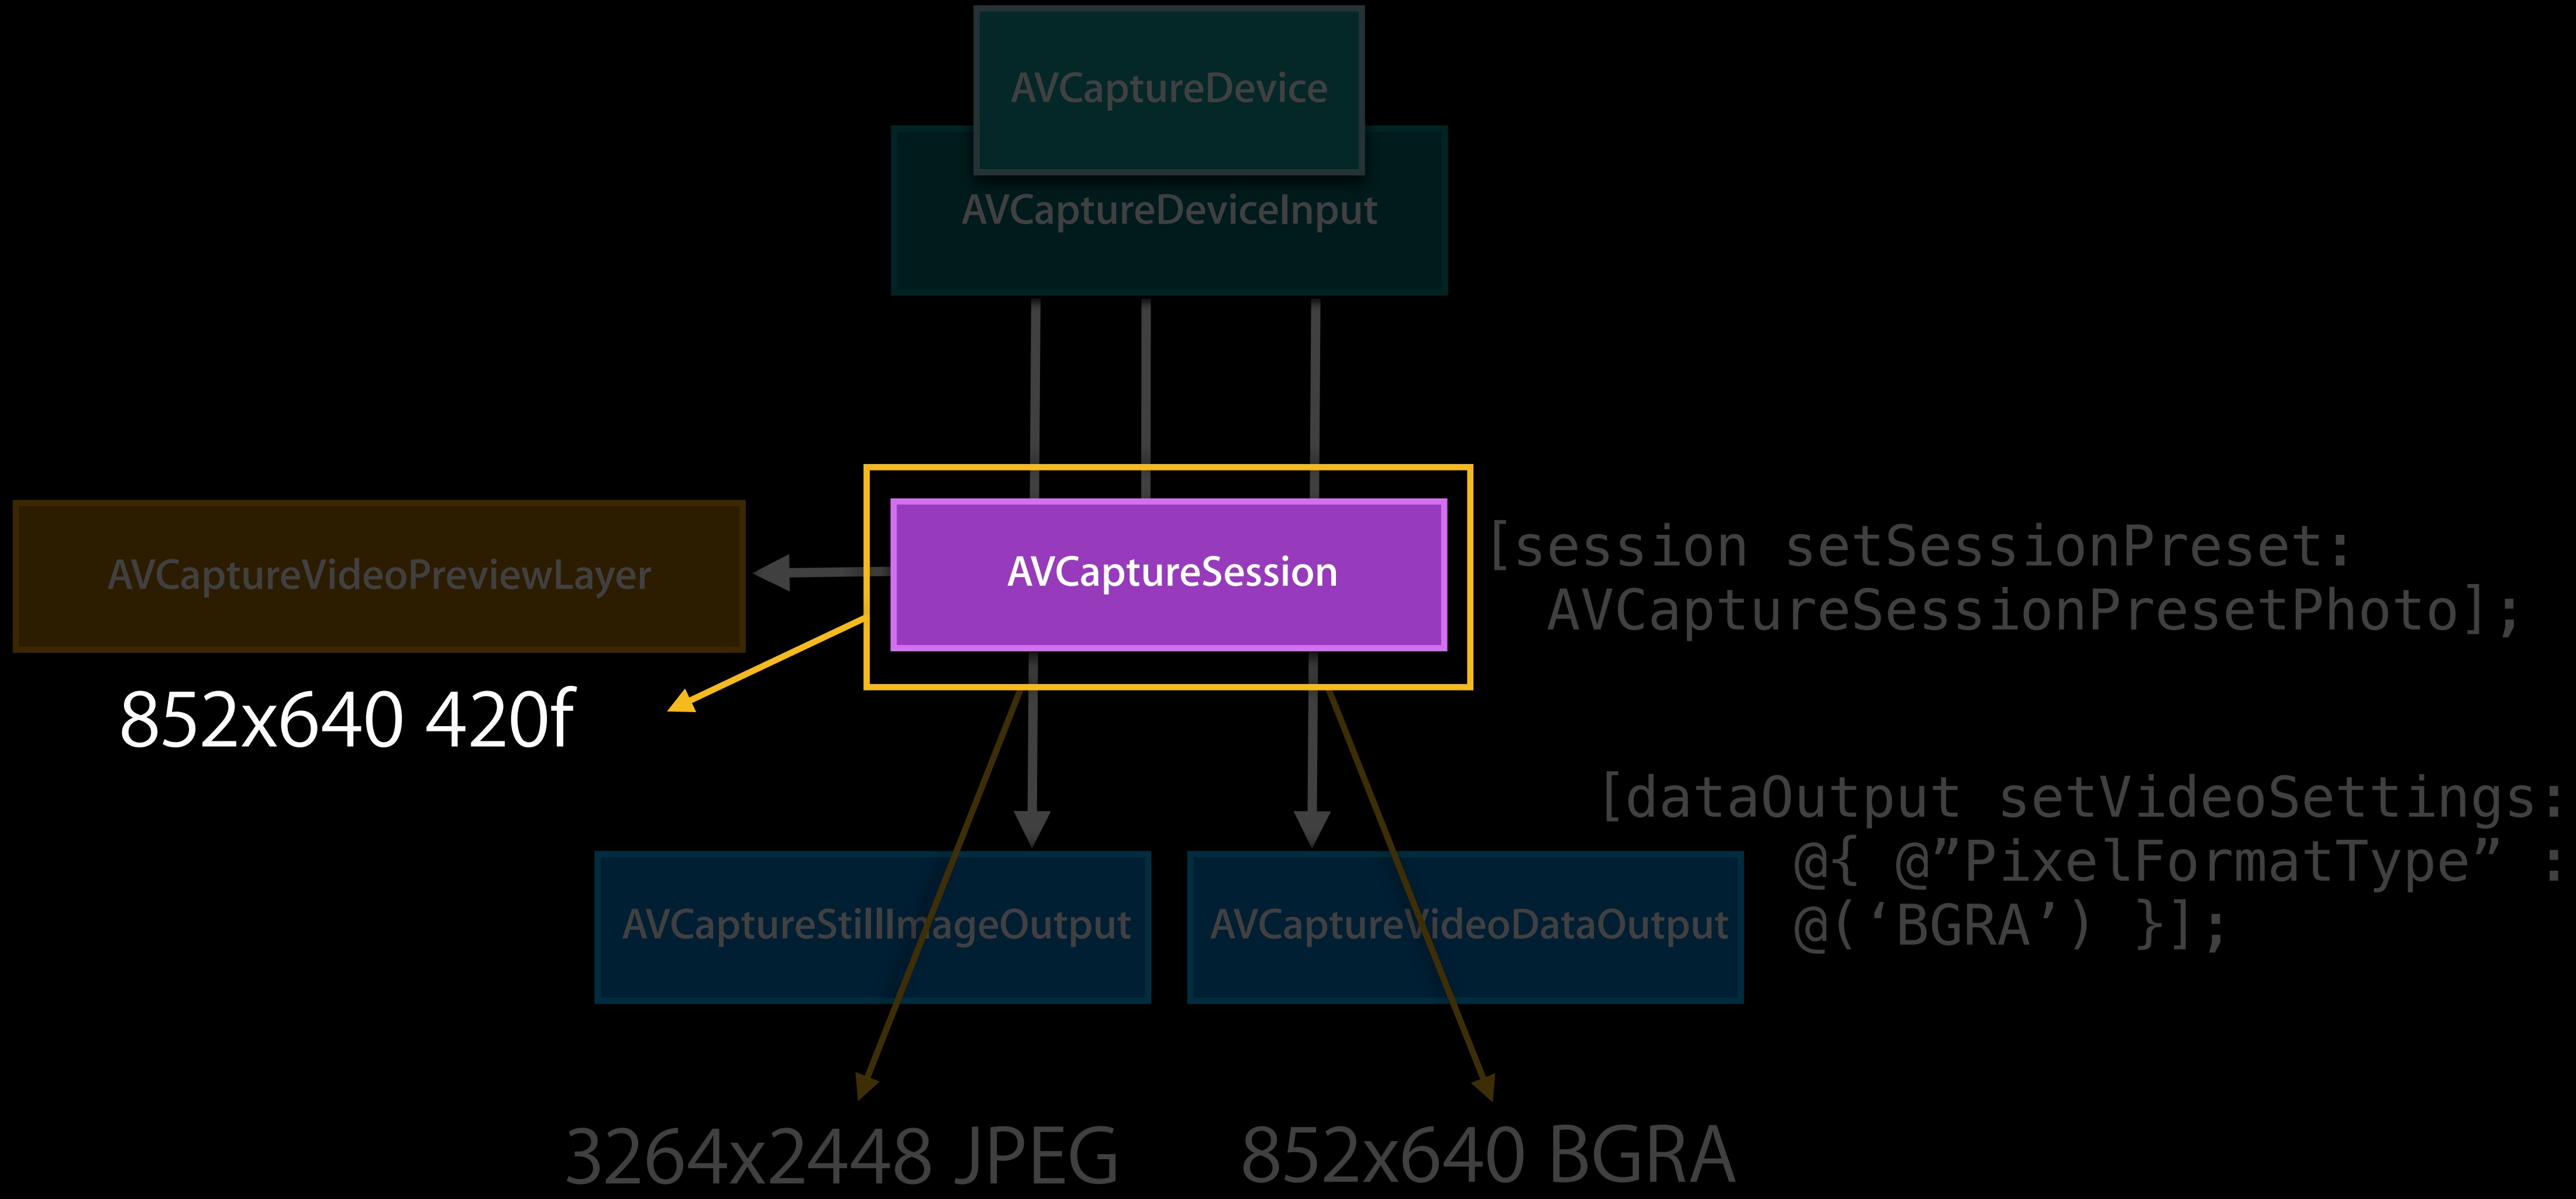 AVCaptureDevice
AVCaptureDeviceInput
AVCaptureVideoPreviewLayer
AVCaptureSession
[session setSessionPreset:
AVCaptureSessionPresetPhoto];
852x640 420f
[dataOutput setVideoSettings:
@{ @”PixelFormatType” :
@(‘BGRA’) }];
AVCaptureStillImageOutput
AVCaptureVideoDataOutput
3264x2448 JPEG
852x640 BGRA